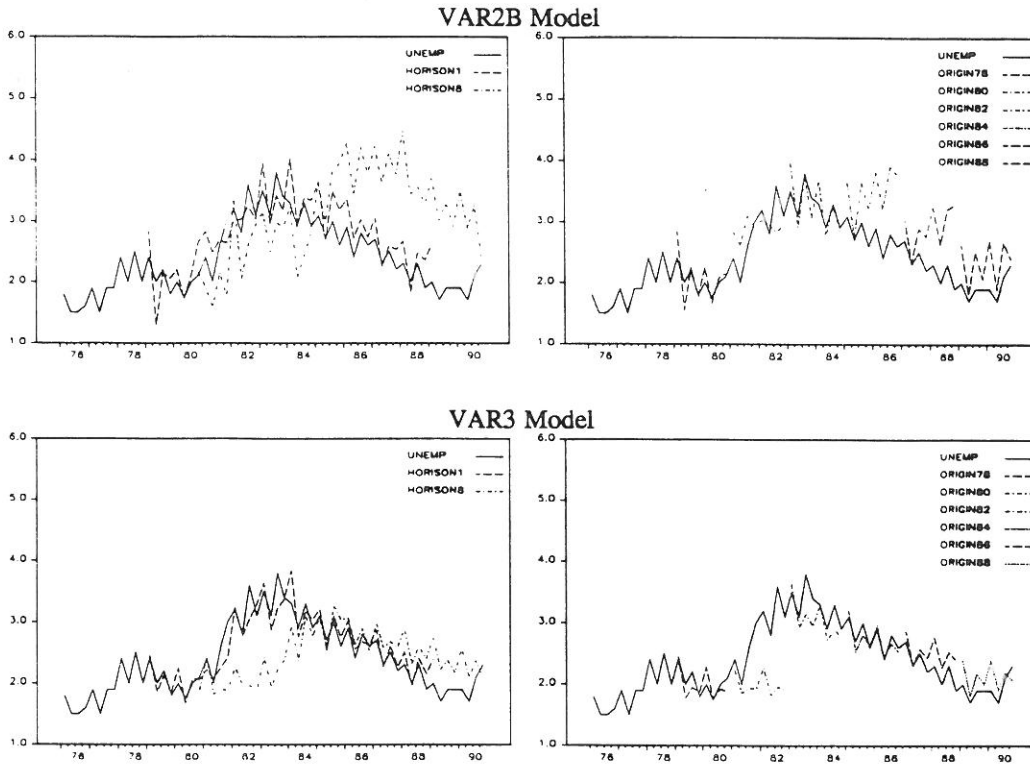 VAR2B Model
6.0
5.0
4.0
3.0
2.0
1.0
76 78 80 82 84 86 88 90
UNEMP
HORISON1
HORISON8
6.0
5.0
4.0
3.0
2.0
1.0
76 78 80 82 84 86 88 90
UNEMP
ORIGIN78
ORIGIN80
ORIGIN82
ORIGIN84
ORIGIN86
ORIGIN88
VAR3 Model
6.0
5.0
4.0
3.0
2.0
1.0
76 78 80 82 84 86 88 90
UNEMP
HORISON1
HORISON8
6.0
5.0
4.0
3.0
2.0
1.0
76 78 80 82 84 86 88 90
UNEMP
ORIGIN78
ORIGIN80
ORIGIN82
ORIGIN84
ORIGIN86
ORIGIN88